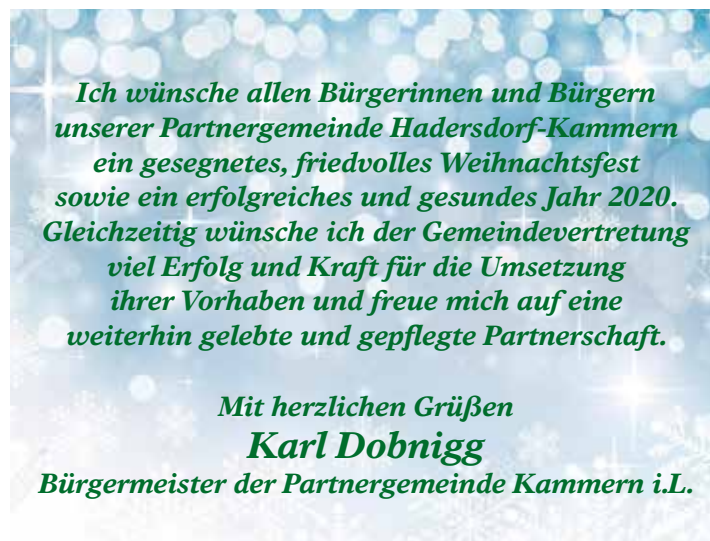 Ich wünsche allen Bürgerinnen und Bürgern
unserer Partnergemeinde Hadersdorf-Kammern
ein gesegnetes, friedvolles Weihnachtsfest
sowie ein erfolgreiches und gesundes Jahr 2020.
Gleichzeitig wünsche ich der Gemeindevertretung
viel Erfolg und Kraft für die Umsetzung
ihrer Vorhaben und freue mich auf eine
weiterhin gelebte und gepflegte Partnerschaft.
Mit herzlichen Grüßen
Karl Dobnigg
Bürgermeister der Partnergemeinde Kammern i.L.